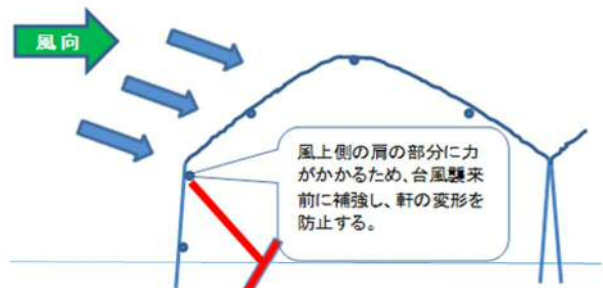 風向
風上側の肩の部分に力
がかかるため、台風襲来
前に補強し、軒の変形を
防止する。